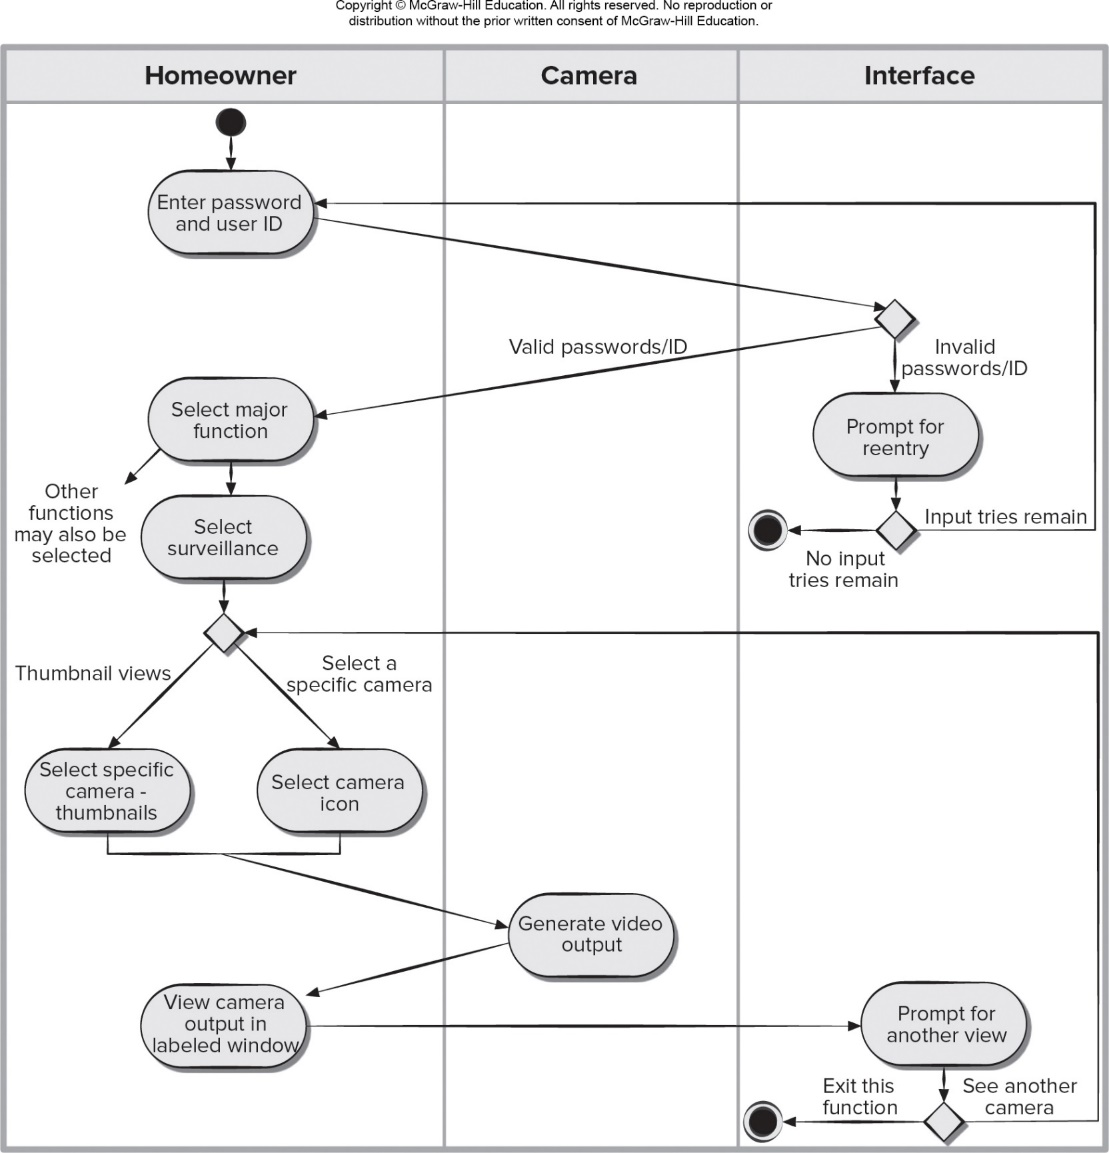 Copyright © McGraw-Hill Education. All rights reserved. No reproduction or
distribution without the prior written consent of McGraw-Hill Education.
Homeowner
Camera
Interface
Enter password
and user ID
Valid passwords/ID
Invalid
passwords/ID
Select major
function
Prompt for
reentry
Other
functions
may also be
selected
Select
surveillance
Input tries remain
No input
tries remain
Thumbnail views
Select a
specific camera
Select specific
camera -
thumbnails
Select camera
icon
Generate video
output
View camera
output in
labeled window
Prompt for
another view
Exit this
function
See another
camera